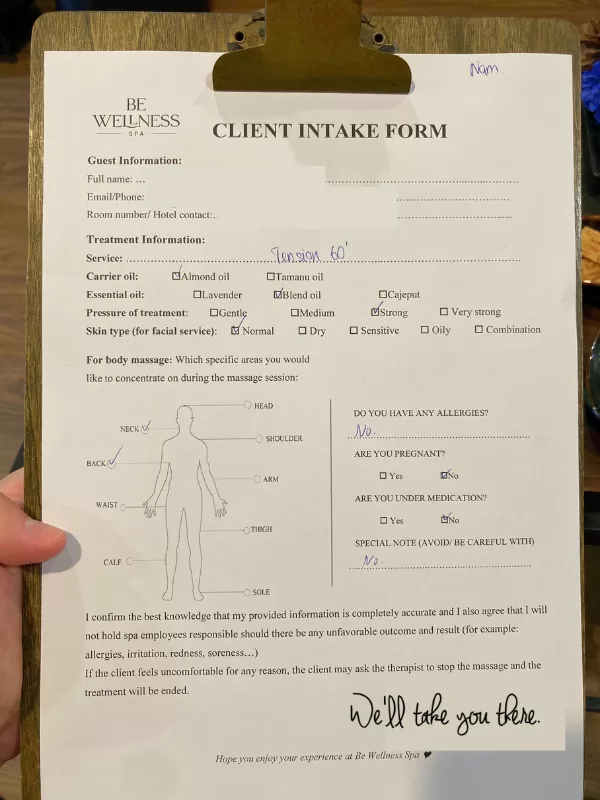 Nam
BE
WELLNESS
SPA
CLIENT INTAKE FORM
Guest Information:
Full name: ...
Email/Phone:
Room number/ Hotel contact:..
Treatment Information:
Service: Tension 60'
Carrier oil: Almond oil Tamanu oil
Essential oil: Lavender Blend oil Cajeput
Pressure of treatment: Gentle Medium Strong Very strong
Skin type (for facial service): Normal Dry Sensitive Oily Combination
For body massage: Which specific areas you would
like to concentrate on during the massage session:
HEAD
NECK
SHOULDER
BACK
ARM
WAIST
THIGH
CALF
SOLE
DO YOU HAVE ANY ALLERGIES?
No.
ARE YOU PREGNANT?
Yes No
ARE YOU UNDER MEDICATION?
Yes No
SPECIAL NOTE (AVOID/ BE CAREFUL WITH)
No.
I confirm the best knowledge that my provided information is completely accurate and I also agree that I will
not hold spa employees responsible should there be any unfavorable outcome and result (for example:
allergies, irritation, redness, soreness...)
If the client feels uncomfortable for any reason, the client may ask the therapist to stop the massage and the
treatment will be ended.
We'll take you there.
Hope you enjoy your experience at Be Wellness Spa